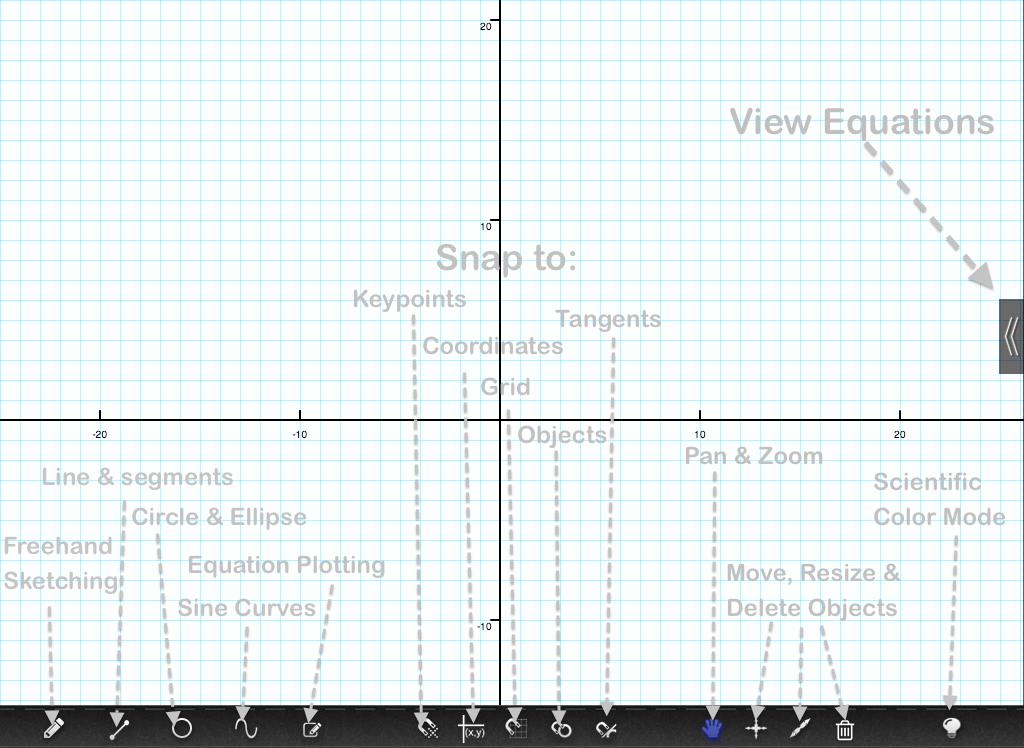 20
View Equations
10
Snap to:
Keypoints
Tangents
Coordinates
Grid
-20
-10
10
20
Objects
Pan & Zoom
Line & segments
Scientific
Color Mode
Circle & Ellipse
Freehand
Sketching
Equation Plotting
Move, Resize &
Delete Objects
Sine Curves
-10
(x,y)